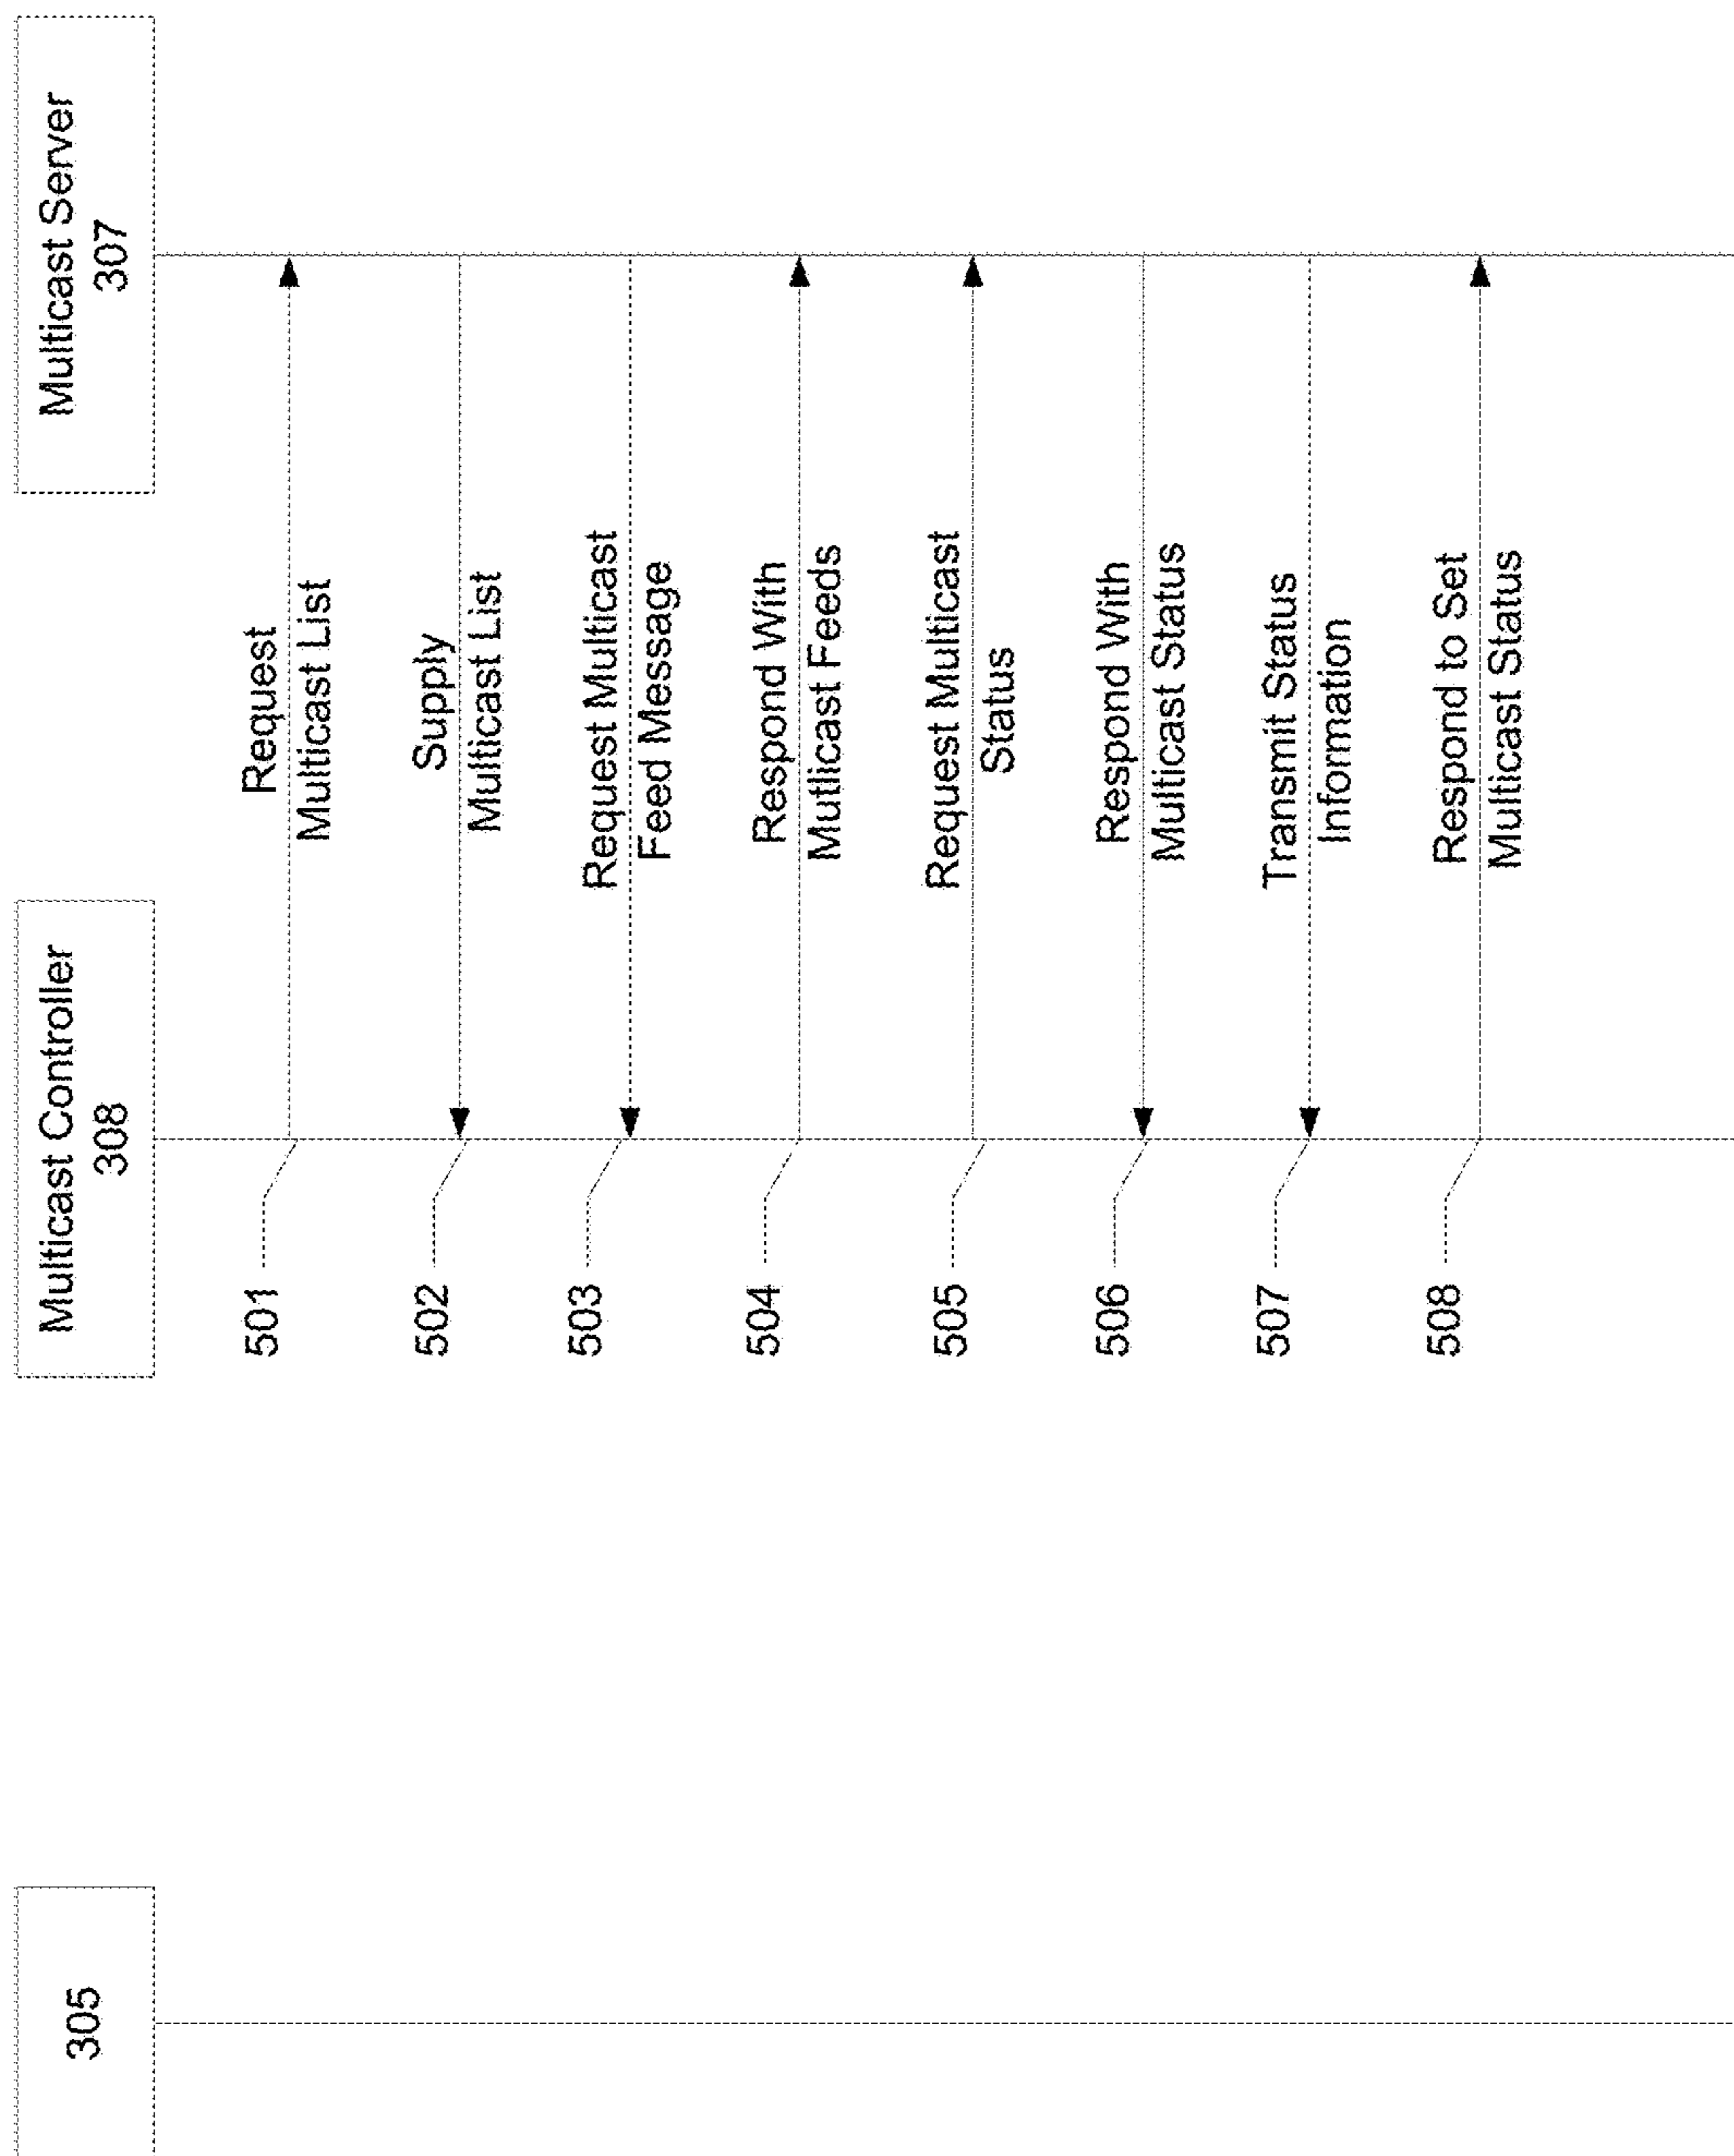 305
Multicast Controller
308
Multicast Server
307
501
Request
Multicast List
502
Supply
Multicast List
503
Request Multicast
Feed Message
504
Respond With
Mutlicast Feeds
505
Request Multicast
Status
506
Respond With
Multicast Status
507
Transmit Status
Information
508
Respond to Set
Multicast Status